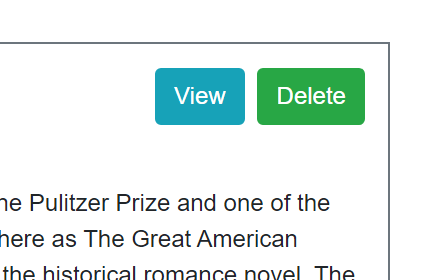 View Delete
he Pulitzer Prize and one of the
here as The Great American
the historical romance novel. The